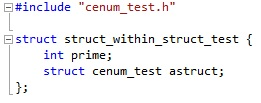 #include "cenum_test.h"
struct struct_within_struct_test {
int prime;
struct cenum_test astruct;
};